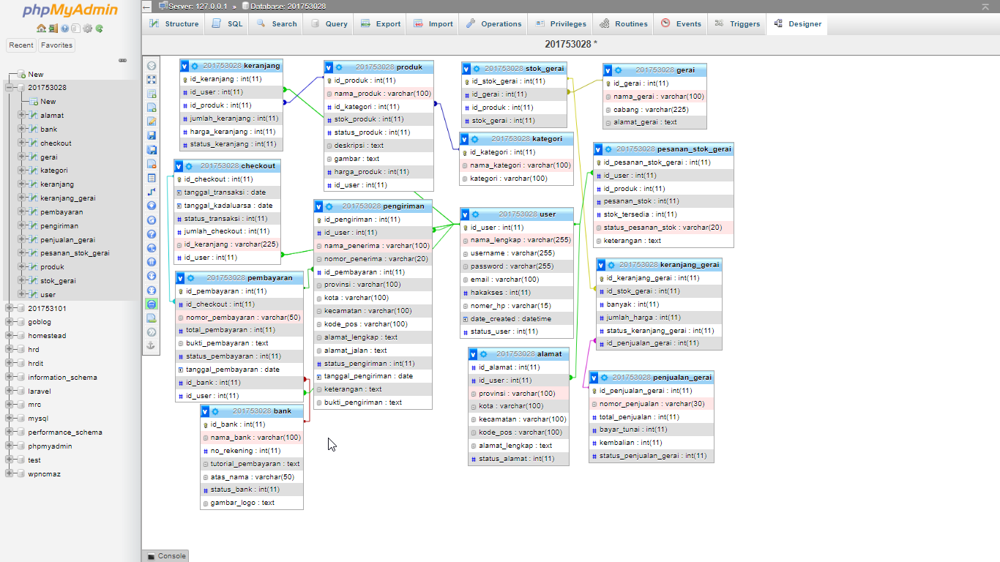 phpMyAdmin
Recent
Favorites
New
201753028
New
alamat
bank
checkout
gerai
kategori
keranjang
keranjang_gerai
pembayaran
pengiriman
penjualan_gerai
pesanan_stok_gerai
produk
stok_gerai
user
201753101
goblog
homestead
hrd
hrdit
information_schema
laravel
mrc
mysql
performance_schema
phpmyadmin
test
wpncmaz
Server: 127.0.0.1 » Database: 201753028
Structure SQL Search Query Export Import Operations Privileges Routines Events Triggers Designer
201753028 *
v 201753028 keranjang
id_keranjang : int(11)
id_user : int(11)
id_produk : int(11)
jumlah_keranjang : int(11)
harga_keranjang : int(11)
status_keranjang : int(11)
v 201753028 checkout
id_checkout : int(11)
tanggal_transaksi : date
tanggal_kadaluarsa : date
status_transaksi : int(11)
jumlah_checkout : int(11)
id_keranjang : varchar(225)
id_user : int(11)
v 201753028 pembayaran
id_pembayaran : int(11)
id_checkout : int(11)
nomor_pembayaran : varchar(50)
total_pembayaran : int(11)
bukti_pembayaran : text
status_pembayaran : int(11)
tanggal_pembayaran : date
id_bank : int(11)
id_user : int(11)
v 201753028 bank
id_bank : int(11)
nama_bank : varchar(100)
no_rekening : int(11)
tutorial_pembayaran : text
atas_nama : varchar(50)
status_bank : int(11)
gambar_logo : text
v 201753028 produk
id_produk : int(11)
nama_produk : varchar(100)
id_kategori : int(11)
stok_produk : int(11)
status_produk : int(11)
deskripsi : text
gambar : text
harga_produk : int(11)
id_user : int(11)
v 201753028 pengiriman
id_pengiriman : int(11)
id_user : int(11)
nama_penerima : varchar(100)
nomor_penerima : varchar(20)
id_pembayaran : int(11)
provinsi : varchar(100)
kota : varchar(100)
kecamatan : varchar(100)
kode_pos : varchar(100)
alamat_lengkap : text
alamat_jalan : text
status_pengiriman : int(11)
tanggal_pengiriman : date
keterangan : text
bukti_pengiriman : text
v 201753028 stok_gerai
id_stok_gerai : int(11)
id_gerai : int(11)
id_produk : int(11)
stok_gerai : int(11)
v 201753028 kategori
id_kategori : int(11)
nama_kategori : varchar(100)
kategori : varchar(100)
v 201753028 user
id_user : int(11)
nama_lengkap : varchar(255)
username : varchar(255)
password : varchar(255)
email : varchar(100)
hakakses : int(11)
nomer_hp : varchar(15)
date_created : datetime
status_user : int(11)
v 201753028 alamat
id_alamat : int(11)
id_user : int(11)
provinsi : varchar(100)
kota : varchar(100)
kecamatan : varchar(100)
kode_pos : varchar(100)
alamat_lengkap : text
status_alamat : int(11)
v 201753028 gerai
id_gerai : int(11)
nama_gerai : varchar(100)
cabang : varchar(225)
alamat_gerai : text
v 201753028 pesanan_stok_gerai
id_pesanan_stok_gerai : int(11)
id_user : int(11)
id_produk : int(11)
pesanan_stok : int(11)
stok_tersedia : int(11)
status_pesanan_stok : varchar(20)
keterangan : text
v 201753028 keranjang_gerai
id_keranjang_gerai : int(11)
id_stok_gerai : int(11)
banyak : int(11)
jumlah_harga : int(11)
status_keranjang_gerai : int(11)
id_penjualan_gerai : int(11)
v 201753028 penjualan_gerai
id_penjualan_gerai : int(11)
nomor_penjualan : varchar(30)
total_penjualan : int(11)
bayar_tunai : int(11)
kembalian : int(11)
status_penjualan_gerai : int(11)
Console